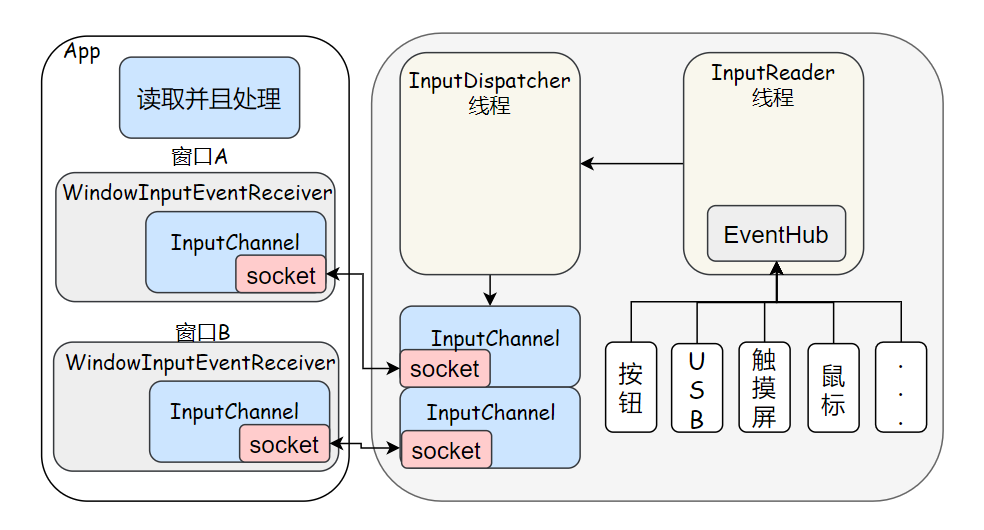 App
读取并且处理
窗口A
WindowInputEventReceiver
InputChannel
socket
窗口B
WindowInputEventReceiver
InputChannel
socket
InputDispatcher
线程
InputReader
线程
EventHub
InputChannel
socket
InputChannel
socket
按
钮
U
S
B
触
摸
屏
鼠
标
.
.
.